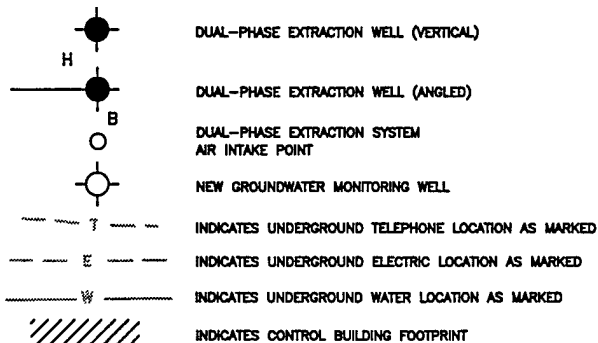 DUAL-PHASE EXTRACTION WELL (VERTICAL)
H
DUAL-PHASE EXTRACTION WELL (ANGLED)
B
DUAL-PHASE EXTRACTION SYSTEM
AIR INTAKE POINT
NEW GROUNDWATER MONITORING WELL
T INDICATES UNDERGROUND TELEPHONE LOCATION AS MARKED
E INDICATES UNDERGROUND ELECTRIC LOCATION AS MARKED
W INDICATES UNDERGROUND WATER LOCATION AS MARKED
INDICATES CONTROL BUILDING FOOTPRINT